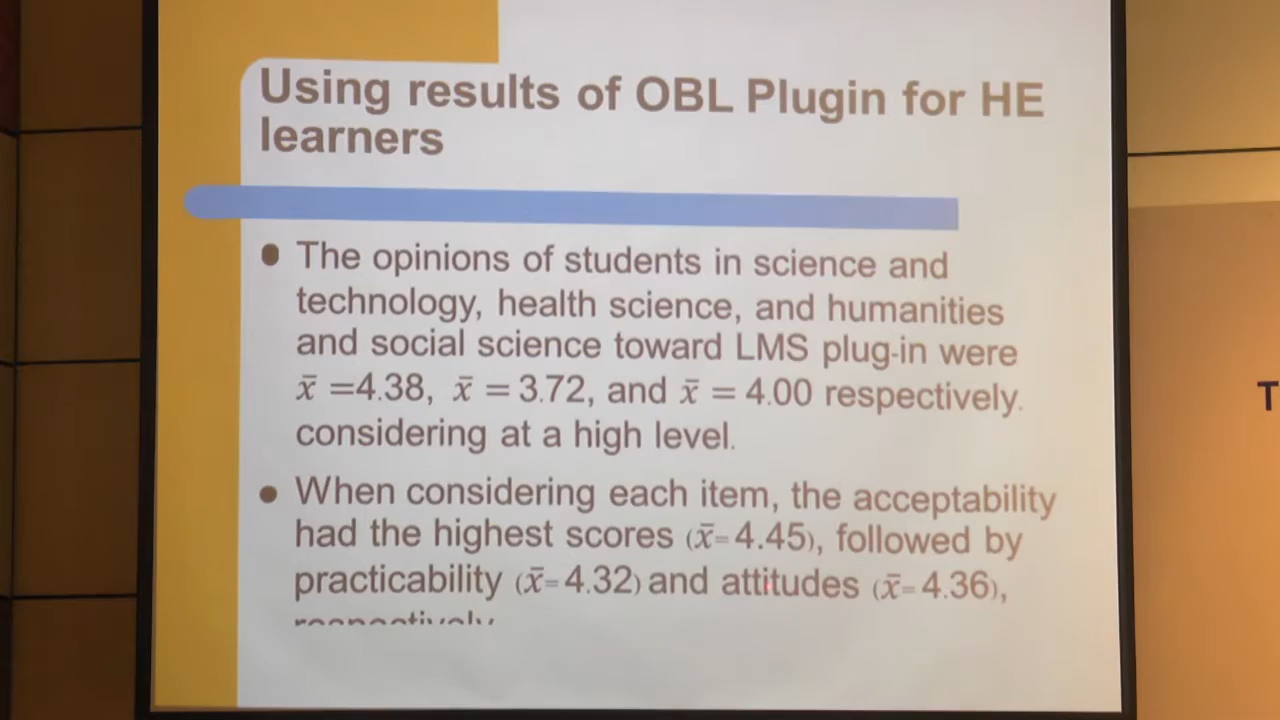 Using results of OBL Plugin for HE
learners
The opinions of students in science and
technology, health science, and humanities
and social science toward LMS plug-in were
x̄ =4.38, x̄ = 3.72, and x̄ = 4.00 respectively.
considering at a high level.
When considering each item, the acceptability
had the highest scores (x̄= 4.45), followed by
practicability (x̄= 4.32) and attitudes (x̄= 4.36),
respectively
T